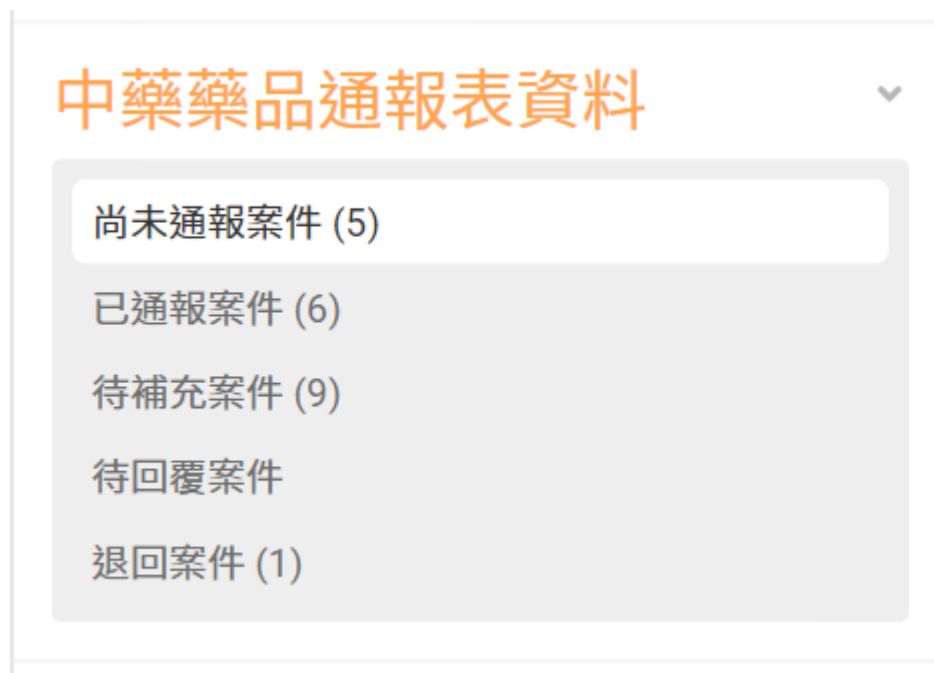 中藥藥品通報表資料
尚未通報案件 (5)
已通報案件 (6)
待補充案件 (9)
待回覆案件
退回案件 (1)